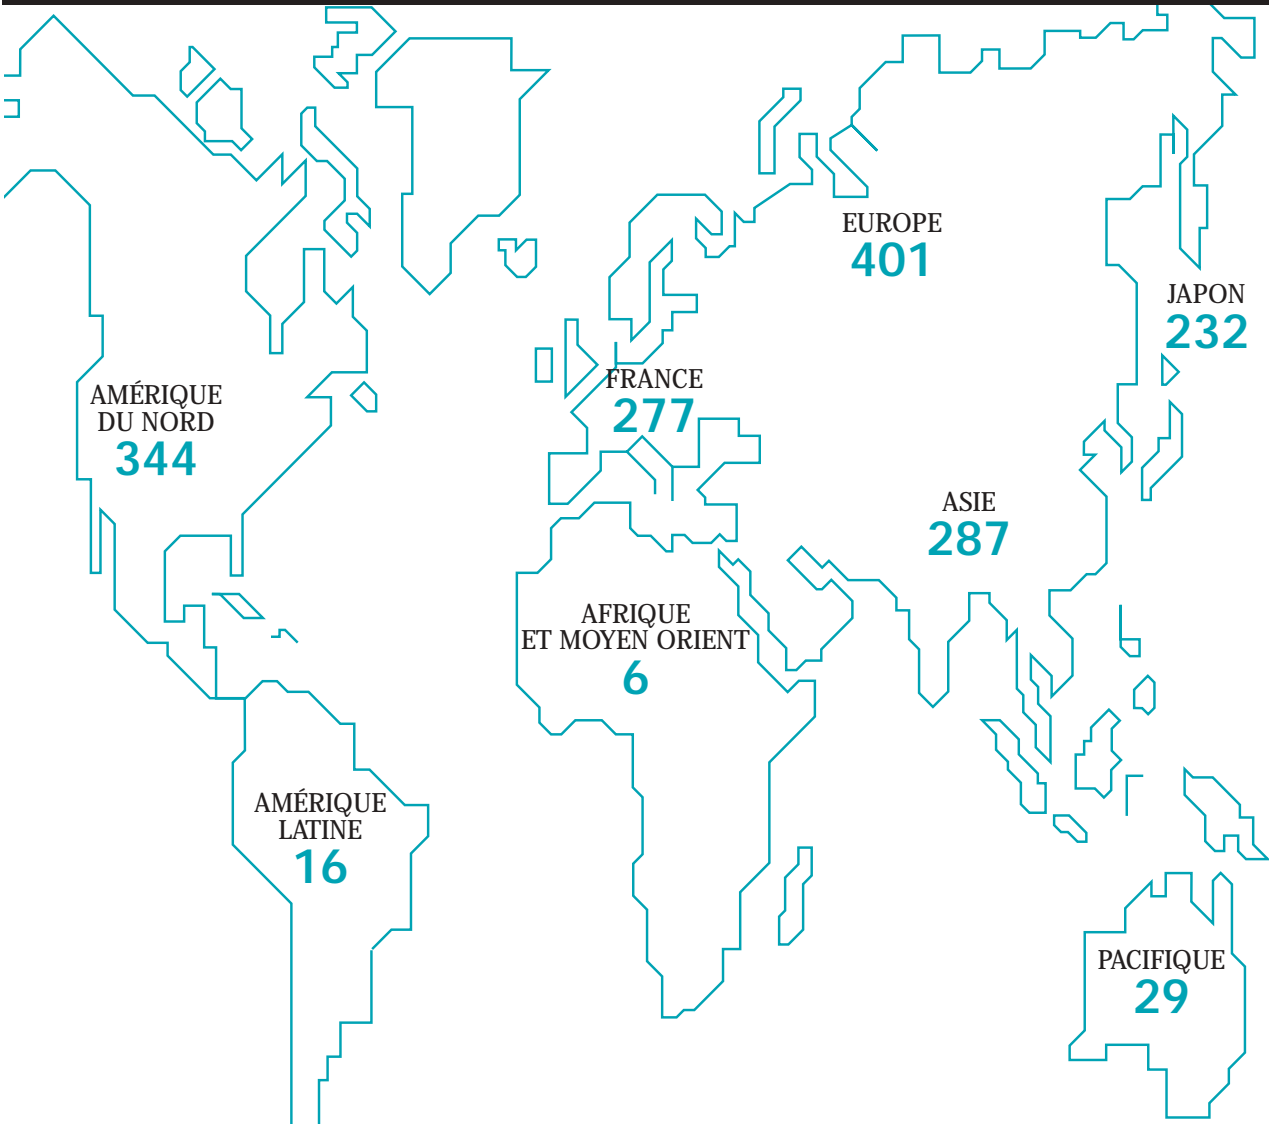 EUROPE
401
JAPON
232
FRANCE
277
AMÉRIQUE
DU NORD
344
ASIE
287
AFRIQUE
ET MOYEN ORIENT
6
AMÉRIQUE
LATINE
16
PACIFIQUE
29